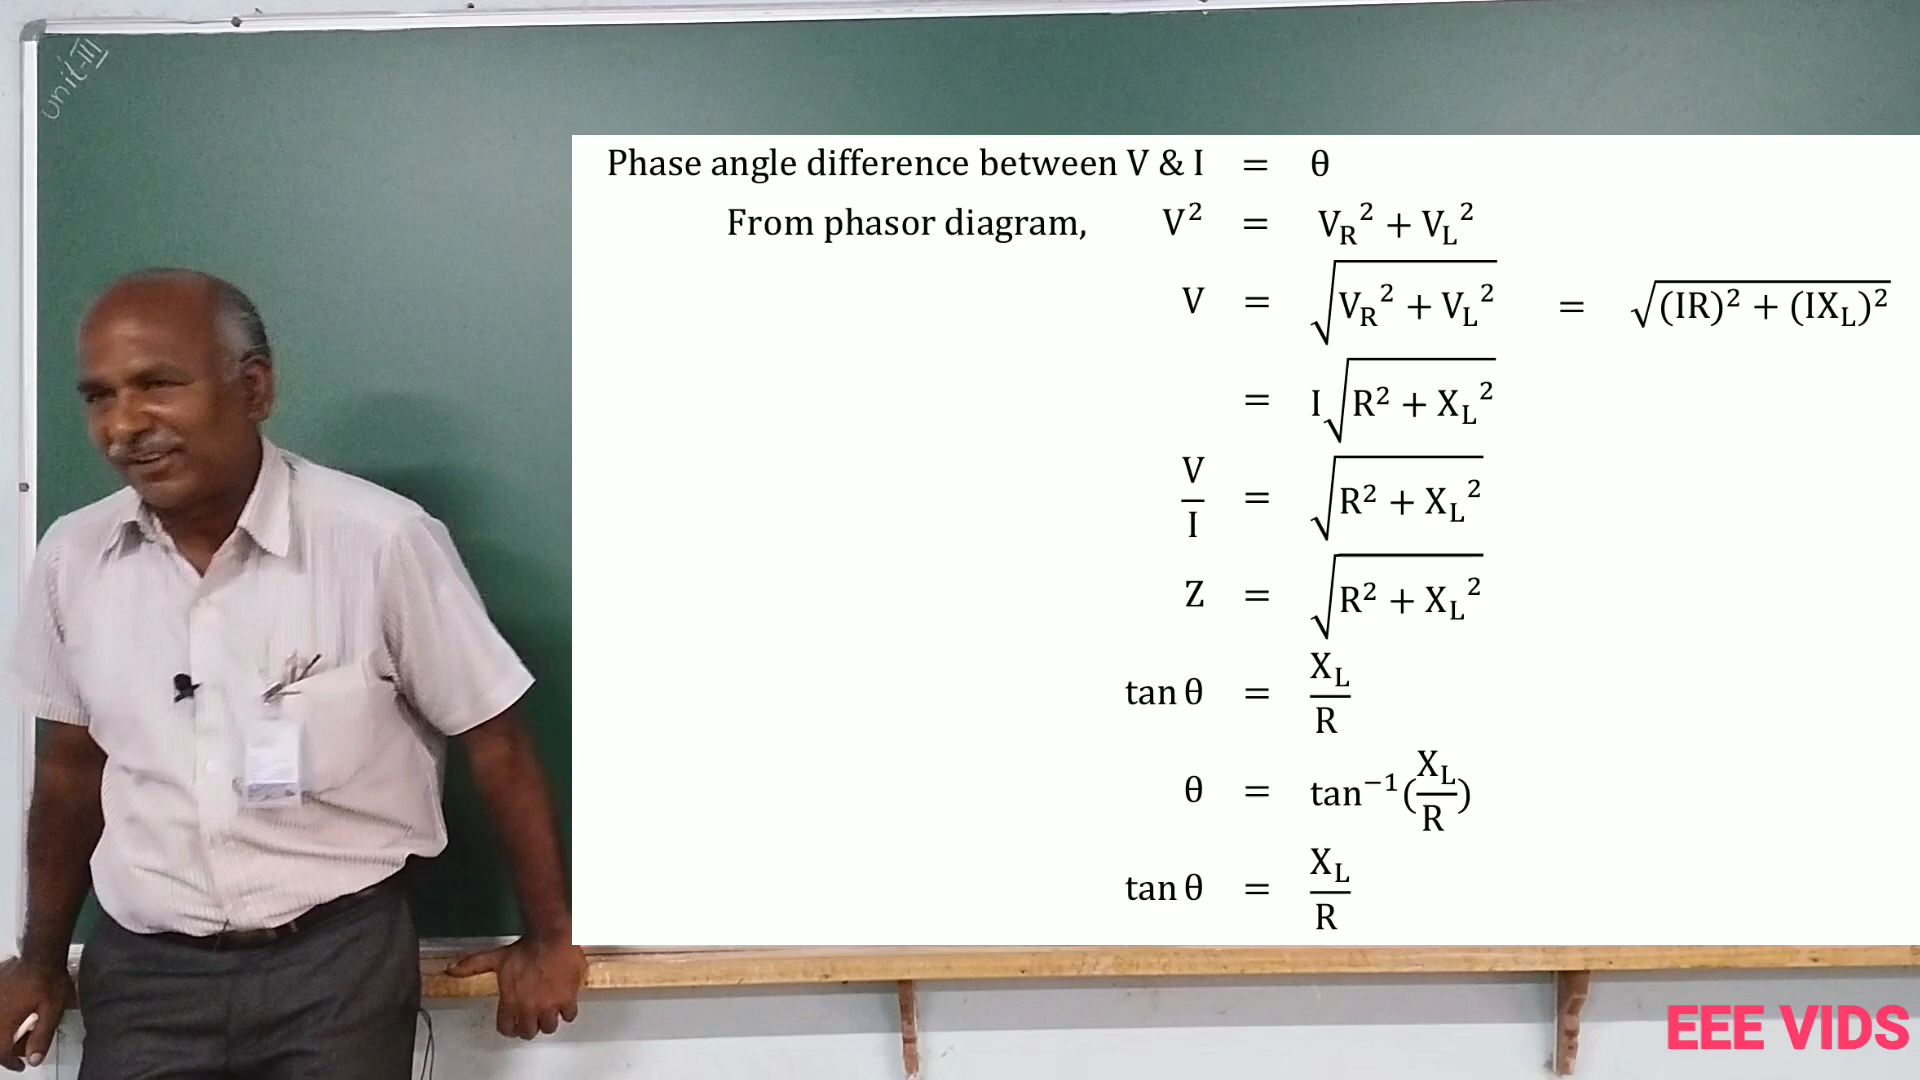 Unit-III
Phase angle difference between V & I = θ
From phasor diagram, V² = V_R² + V_L²
V = √(V_R² + V_L²) = √((IR)² + (IX_L)²)
= I√(R² + X_L²)
V/I = √(R² + X_L²)
Z = √(R² + X_L²)
tan θ = X_L/R
θ = tan⁻¹(X_L/R)
tan θ = X_L/R
EEE VIDS